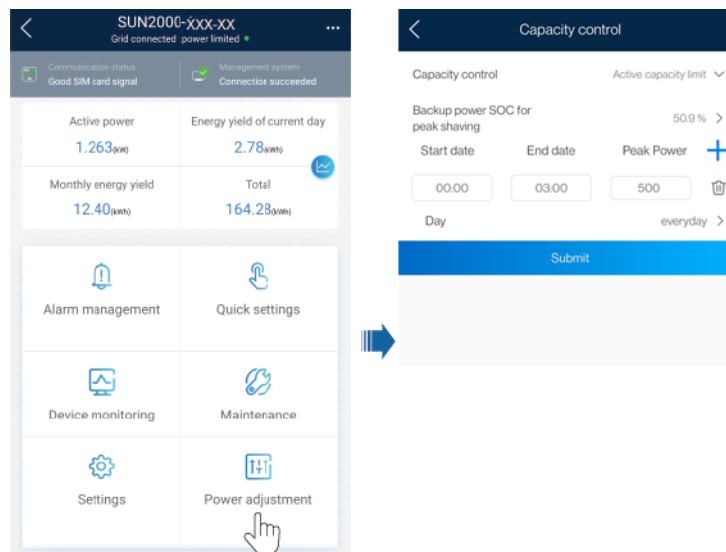 SUN2000-XXX-XX
Grid connected :power limited
Communication status
Good SIM card signal
Management system
Connection succeeded
Active power
1.263(kW)
Energy yield of current day
2.78(kWh)
Monthly energy yield
12.40(kWh)
Total
164.28(kWh)
Alarm management
Quick settings
Device monitoring
Maintenance
Settings
Power adjustment
Capacity control
Capacity control
Active capacity limit
Backup power SOC for
peak shaving
50.9 %
Start date
End date
Peak Power
00:00
03:00
500
Day
everyday
Submit